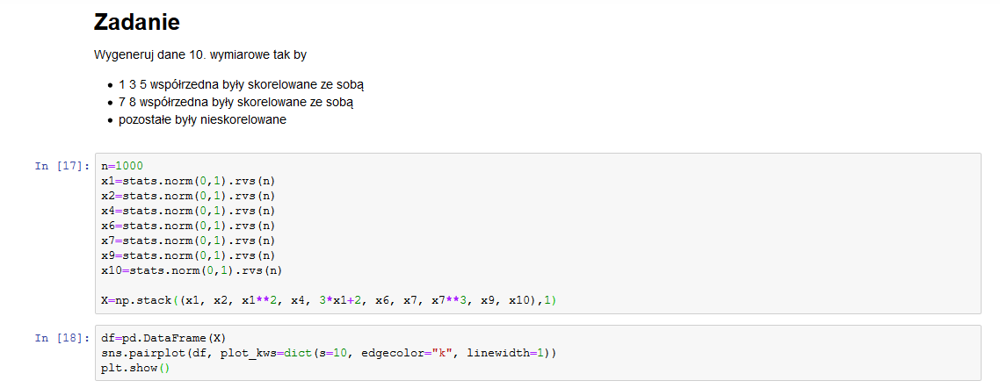 Zadanie
Wygeneruj dane 10. wymiarowe tak by
• 1 3 5 współrzedna były skorelowane ze sobą
• 7 8 współrzedna były skorelowane ze sobą
• pozostałe były nieskorelowane
In [17]: n=1000
x1=stats.norm(0,1).rvs(n)
x2=stats.norm(0,1).rvs(n)
x4=stats.norm(0,1).rvs(n)
x6=stats.norm(0,1).rvs(n)
x7=stats.norm(0,1).rvs(n)
x9=stats.norm(0,1).rvs(n)
x10=stats.norm(0,1).rvs(n)
X=np.stack((x1, x2, x1**2, x4, 3*x1+2, x6, x7, x7**3, x9, x10),1)
In [18]: df=pd.DataFrame(X)
sns.pairplot(df, plot_kws=dict(s=10, edgecolor="k", linewidth=1))
plt.show()